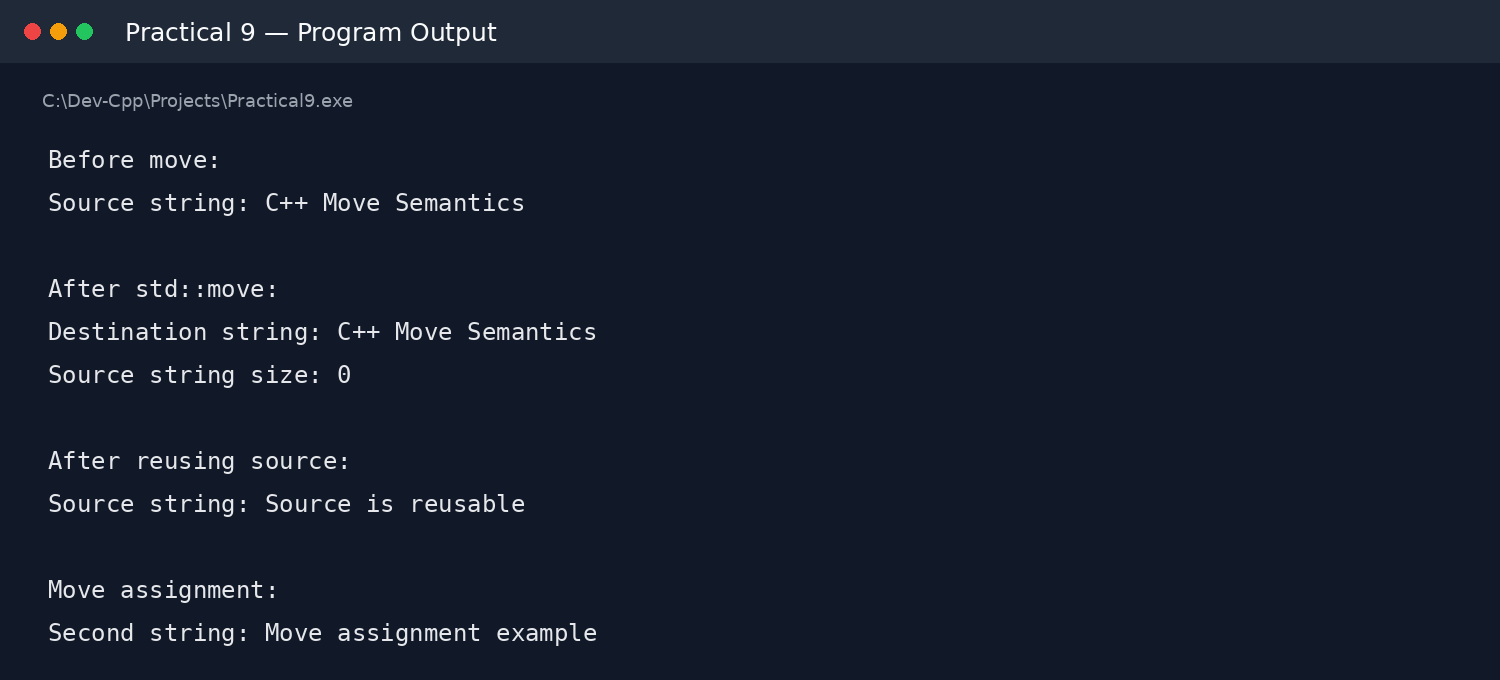 Practical 9 — Program Output
C:\Dev-Cpp\Projects\Practical9.exe
Before move:
Source string: C++ Move Semantics
After std::move:
Destination string: C++ Move Semantics
Source string size: 0
After reusing source:
Source string: Source is reusable
Move assignment:
Second string: Move assignment example